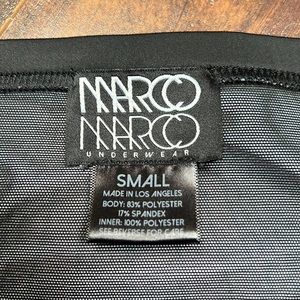 MARCO
MARCO
UNDERWEAR
SMALL
MADE IN LOS ANGELES
BODY: 83% POLYESTER
17% SPANDEX
INNER: 100% POLYESTER
SEE REVERSE FOR CARE